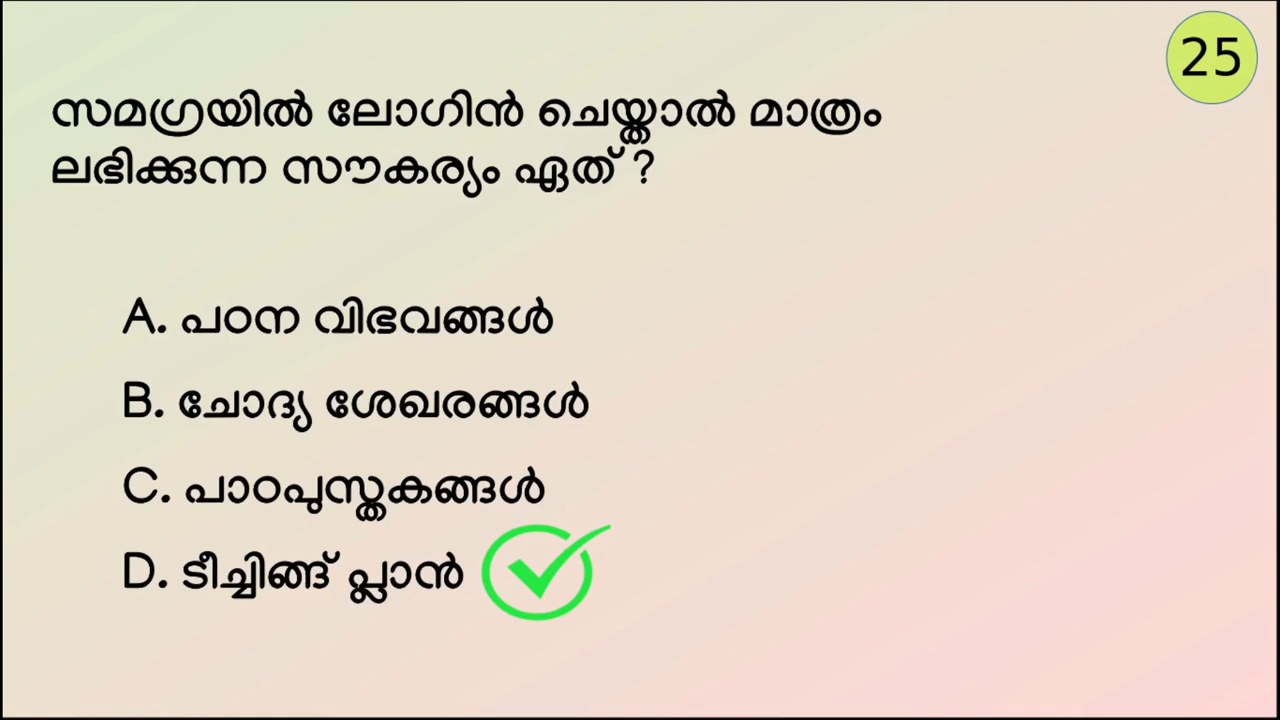 25
സമഗ്രയിൽ ലോഗിൻ ചെയ്താൽ മാത്രം
ലഭിക്കുന്ന സൗകര്യം ഏത് ?
A. പഠന വിഭവങ്ങൾ
B. ചോദ്യ ശേഖരങ്ങൾ
C. പാഠപുസ്തകങ്ങൾ
D. ടീച്ചിങ്ങ് പ്ലാൻ